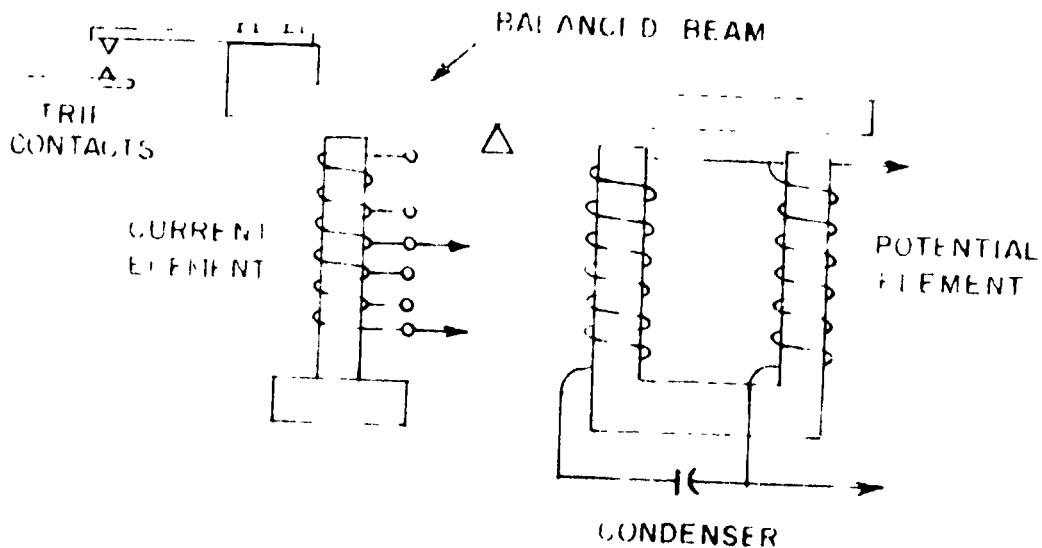 BALANCED BEAM
TRIP
CONTACTS
CURRENT
ELEMENT
POTENTIAL
ELEMENT
CONDENSER